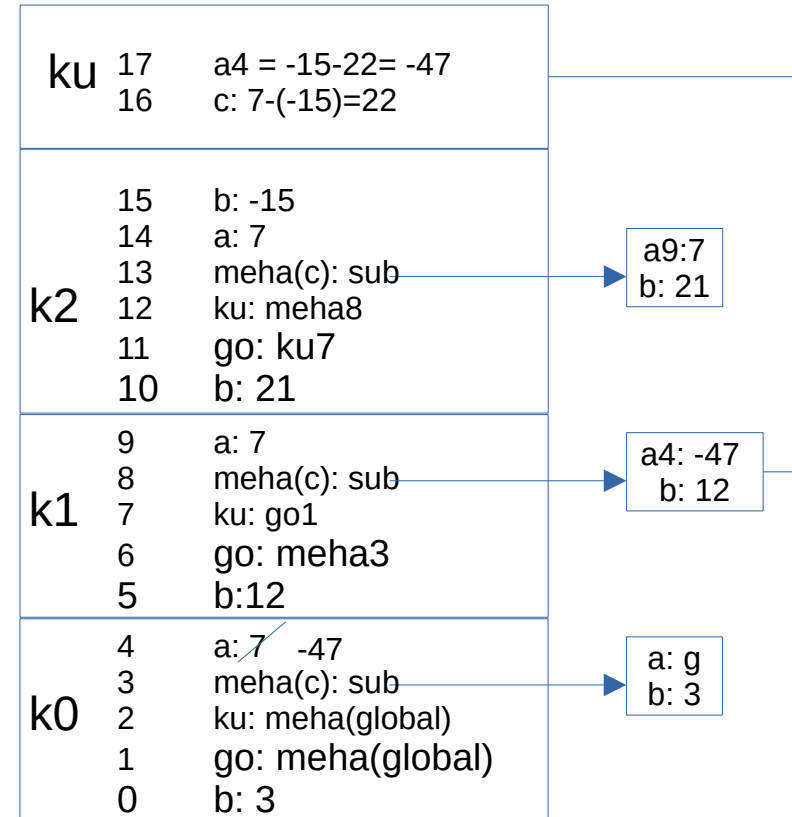 ku
17 a4 = -15-22= -47
16 c: 7-(-15)=22
k2
15 b: -15
14 a: 7
13 meha(c): sub
12 ku: meha8
11 go: ku7
10 b: 21
a9:7
b: 21
k1
9 a: 7
8 meha(c): sub
7 ku: go1
6 go: meha3
5 b:12
a4: -47
b: 12
k0
4 a: 7 -47
3 meha(c): sub
2 ku: meha(global)
1 go: meha(global)
0 b: 3
a: g
b: 3